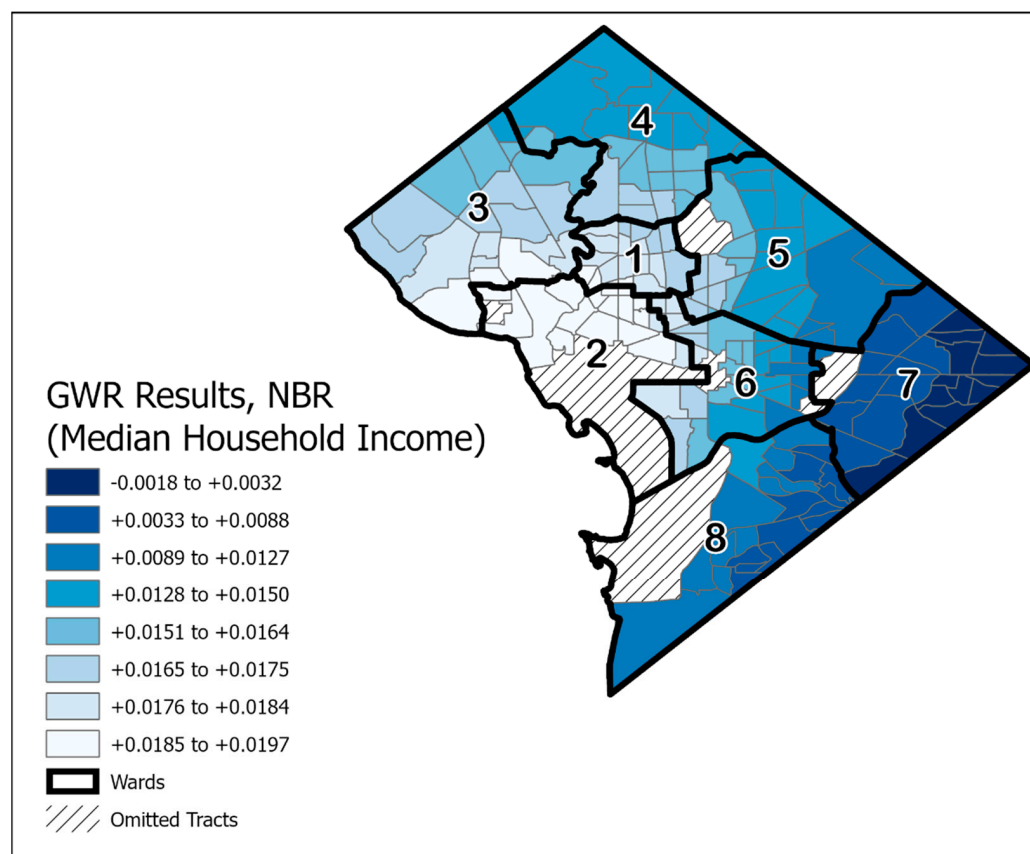 4
3
1
5
2
6
7
8
GWR Results, NBR
(Median Household Income)
-0.0018 to +0.0032
+0.0033 to +0.0088
+0.0089 to +0.0127
+0.0128 to +0.0150
+0.0151 to +0.0164
+0.0165 to +0.0175
+0.0176 to +0.0184
+0.0185 to +0.0197
Wards
Omitted Tracts